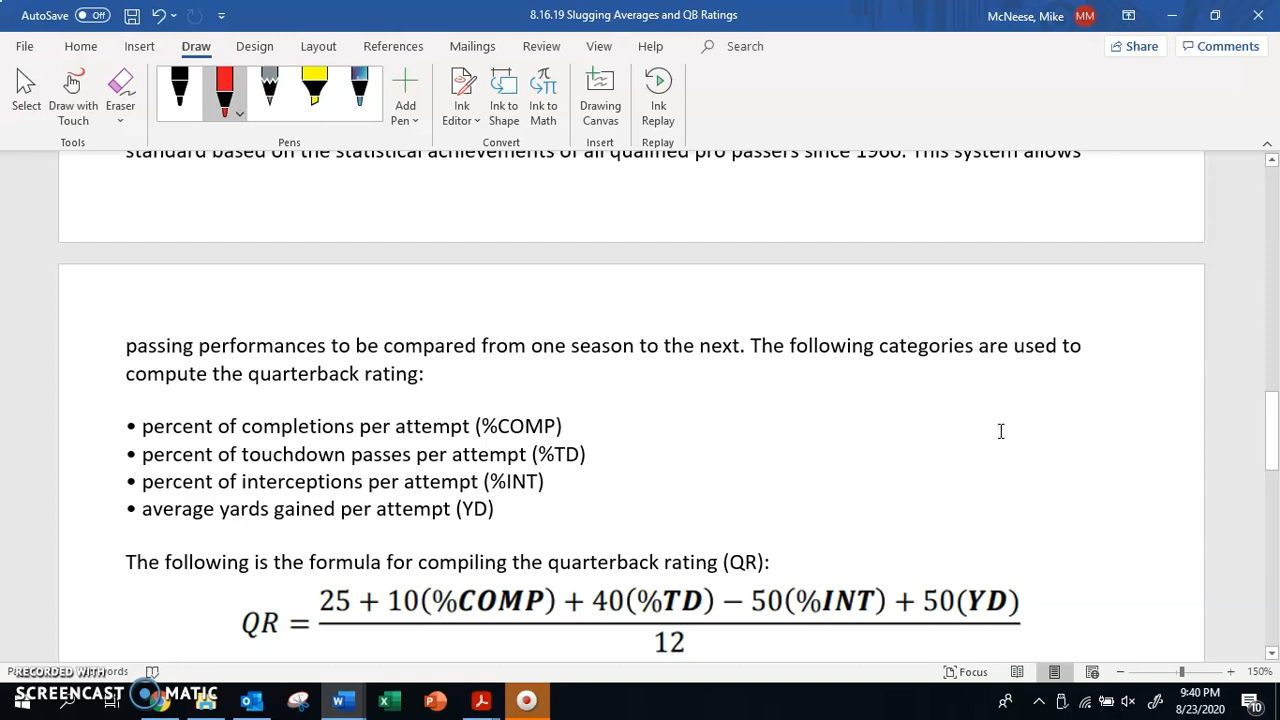 AutoSave Off 8.16.19 Slugging Averages and QB Ratings McNeese, Mike MM
File Home Insert Draw Design Layout References Mailings Review View Help Search Share Comments
Select Draw with Touch Eraser Add Pen Ink Editor Ink to Shape Ink to Math Drawing Canvas Ink Replay
Tools Pens Convert Insert Replay
standard based on the statistical achievements of all qualified pro passers since 1960. This system allows
passing performances to be compared from one season to the next. The following categories are used to
compute the quarterback rating:
• percent of completions per attempt (%COMP)
• percent of touchdown passes per attempt (%TD)
• percent of interceptions per attempt (%INT)
• average yards gained per attempt (YD)
The following is the formula for compiling the quarterback rating (QR):
QR = 25 + 10(%COMP) + 40(%TD) − 50(%INT) + 50(YD)
12
Focus 150%
RECORDED WITH
SCREENCAST MATIC
9:40 PM
8/23/2020
10